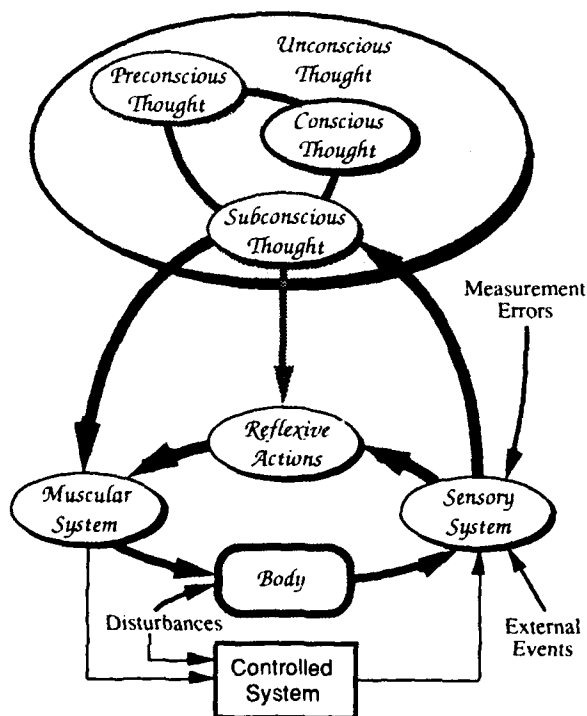 Unconscious
Thought
Preconscious
Thought
Conscious
Thought
Subconscious
Thought
Measurement
Errors
Reflexive
Actions
Muscular
System
Sensory
System
Body
Disturbances
External
Events
Controlled
System